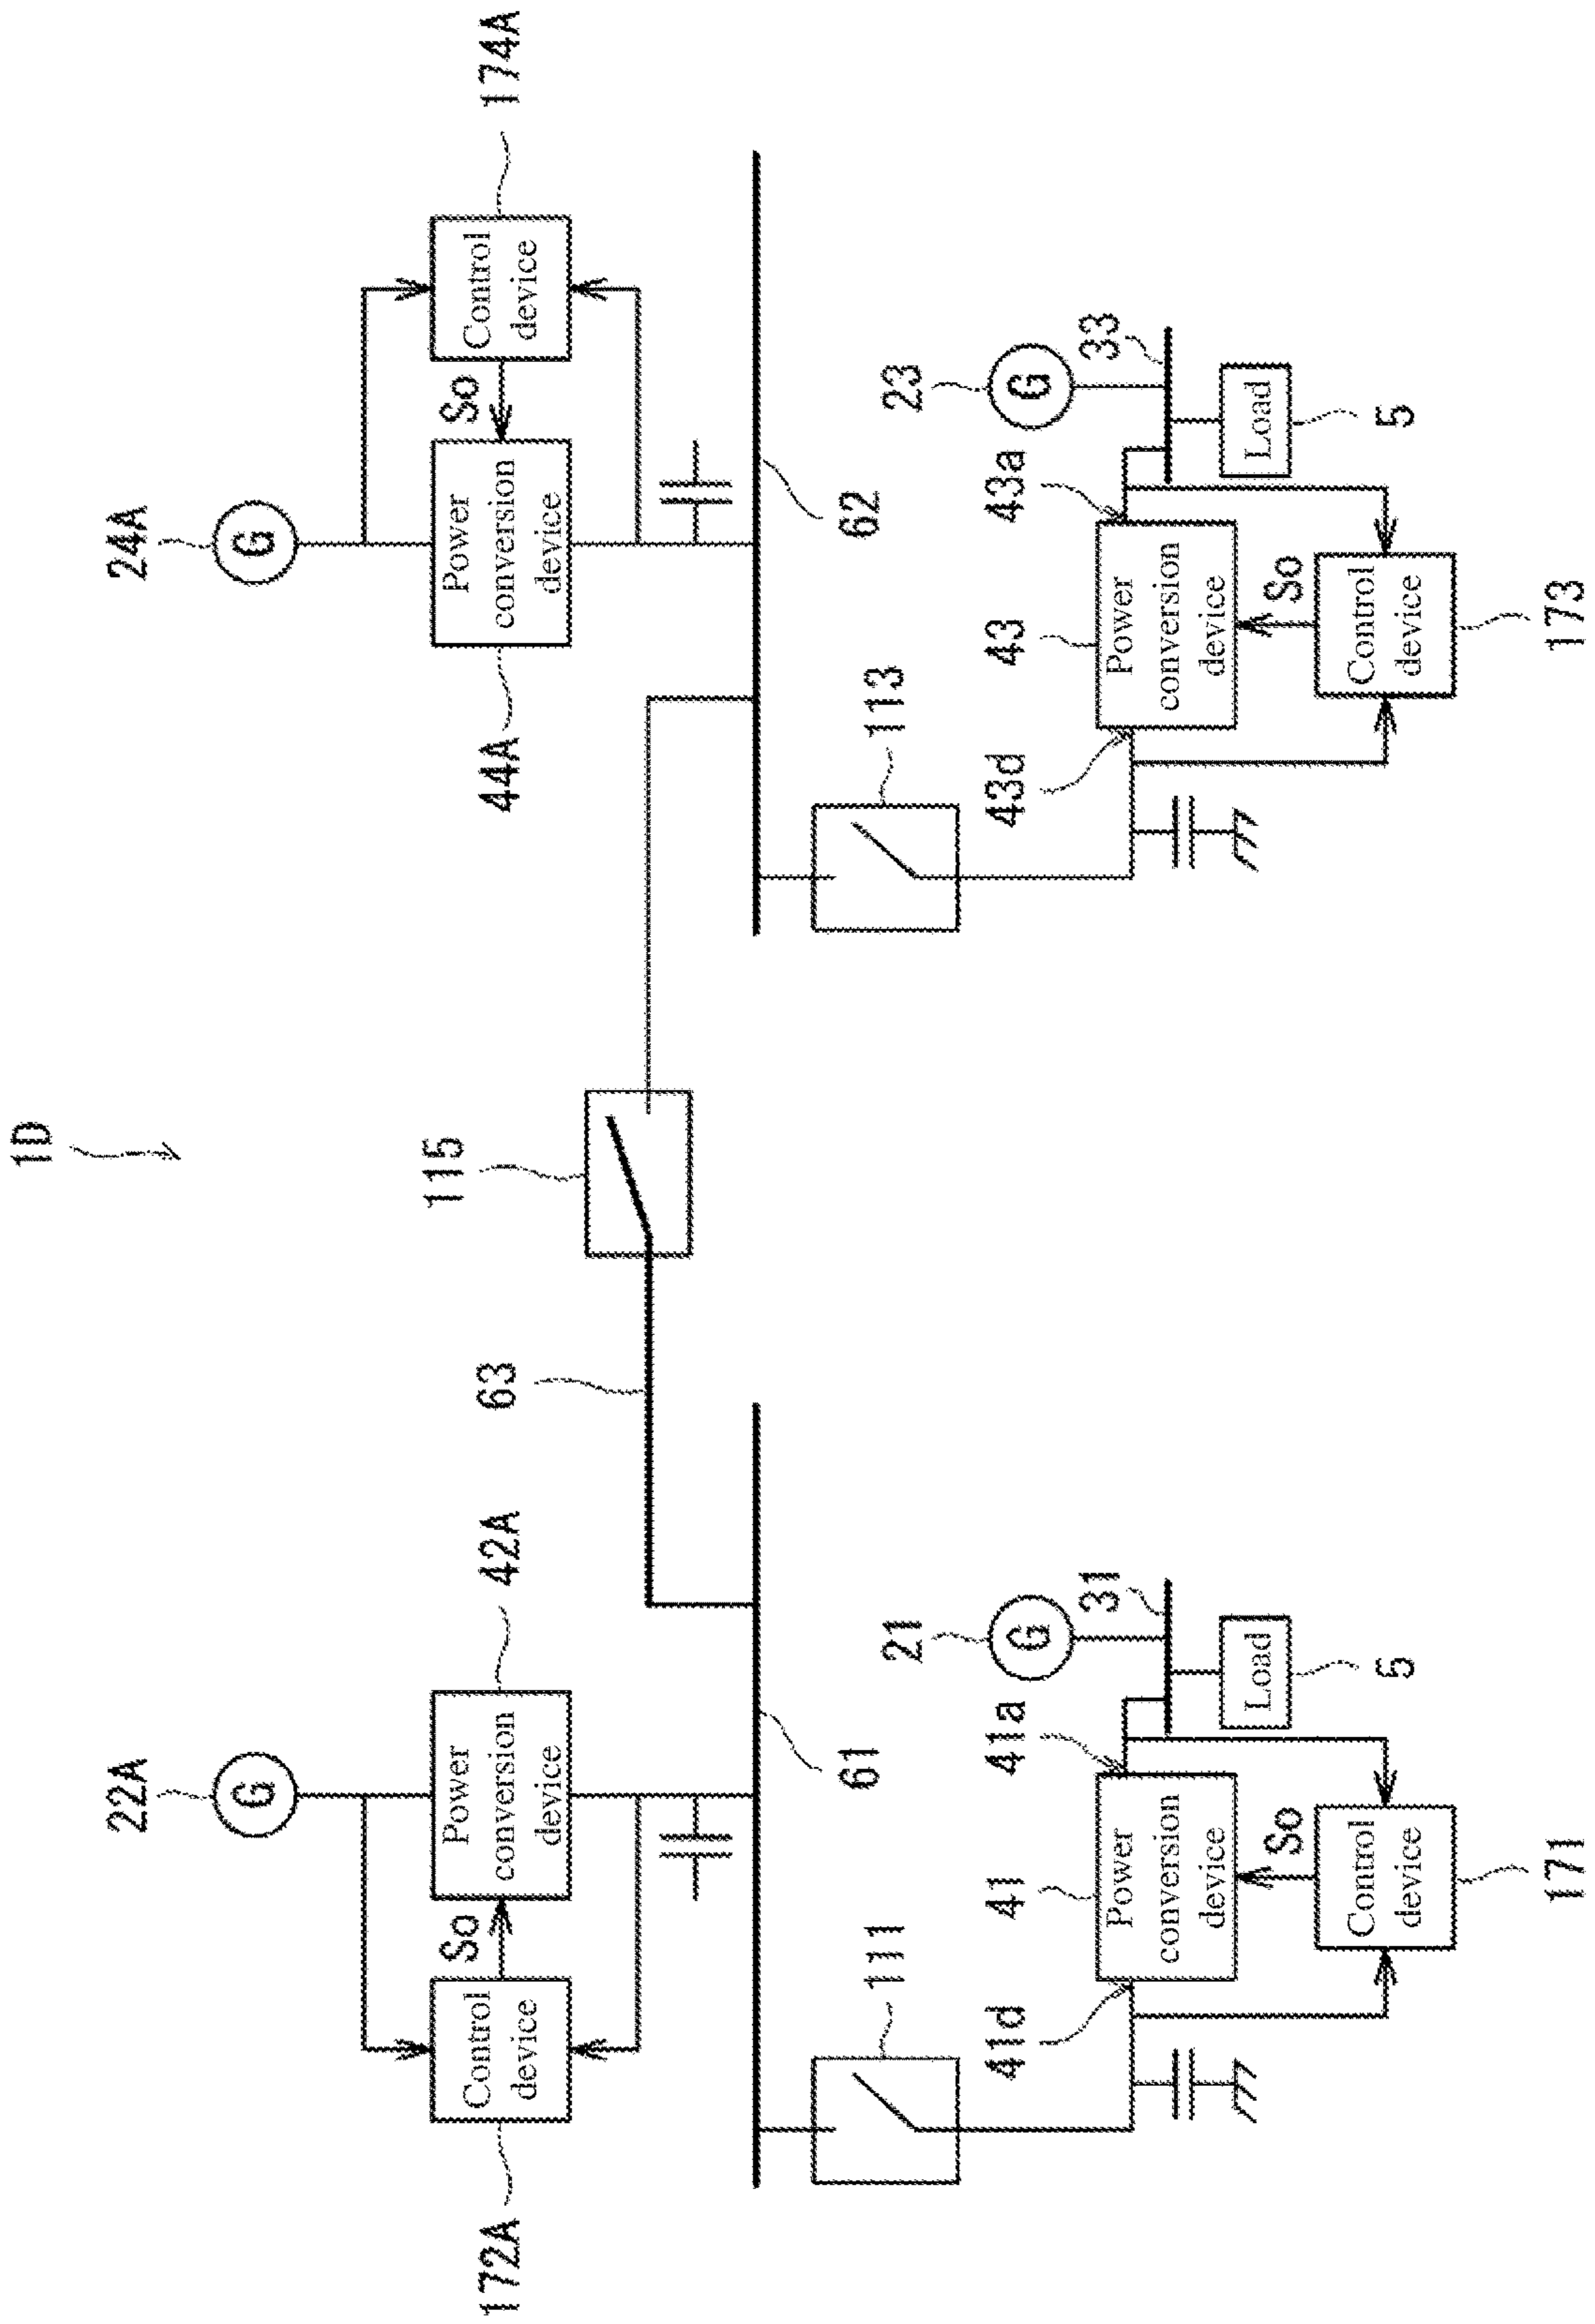 1D
22A
24A
172A
Control
device
So
Power
conversion
device
42A
63
115
44A
Power
conversion
device
So
Control
device
174A
61
62
111
41d
41
Power
conversion
device
41a
21
G
31
Load
5
So
Control
device
171
113
43d
43
Power
conversion
device
43a
23
G
33
Load
5
So
Control
device
173
G
G